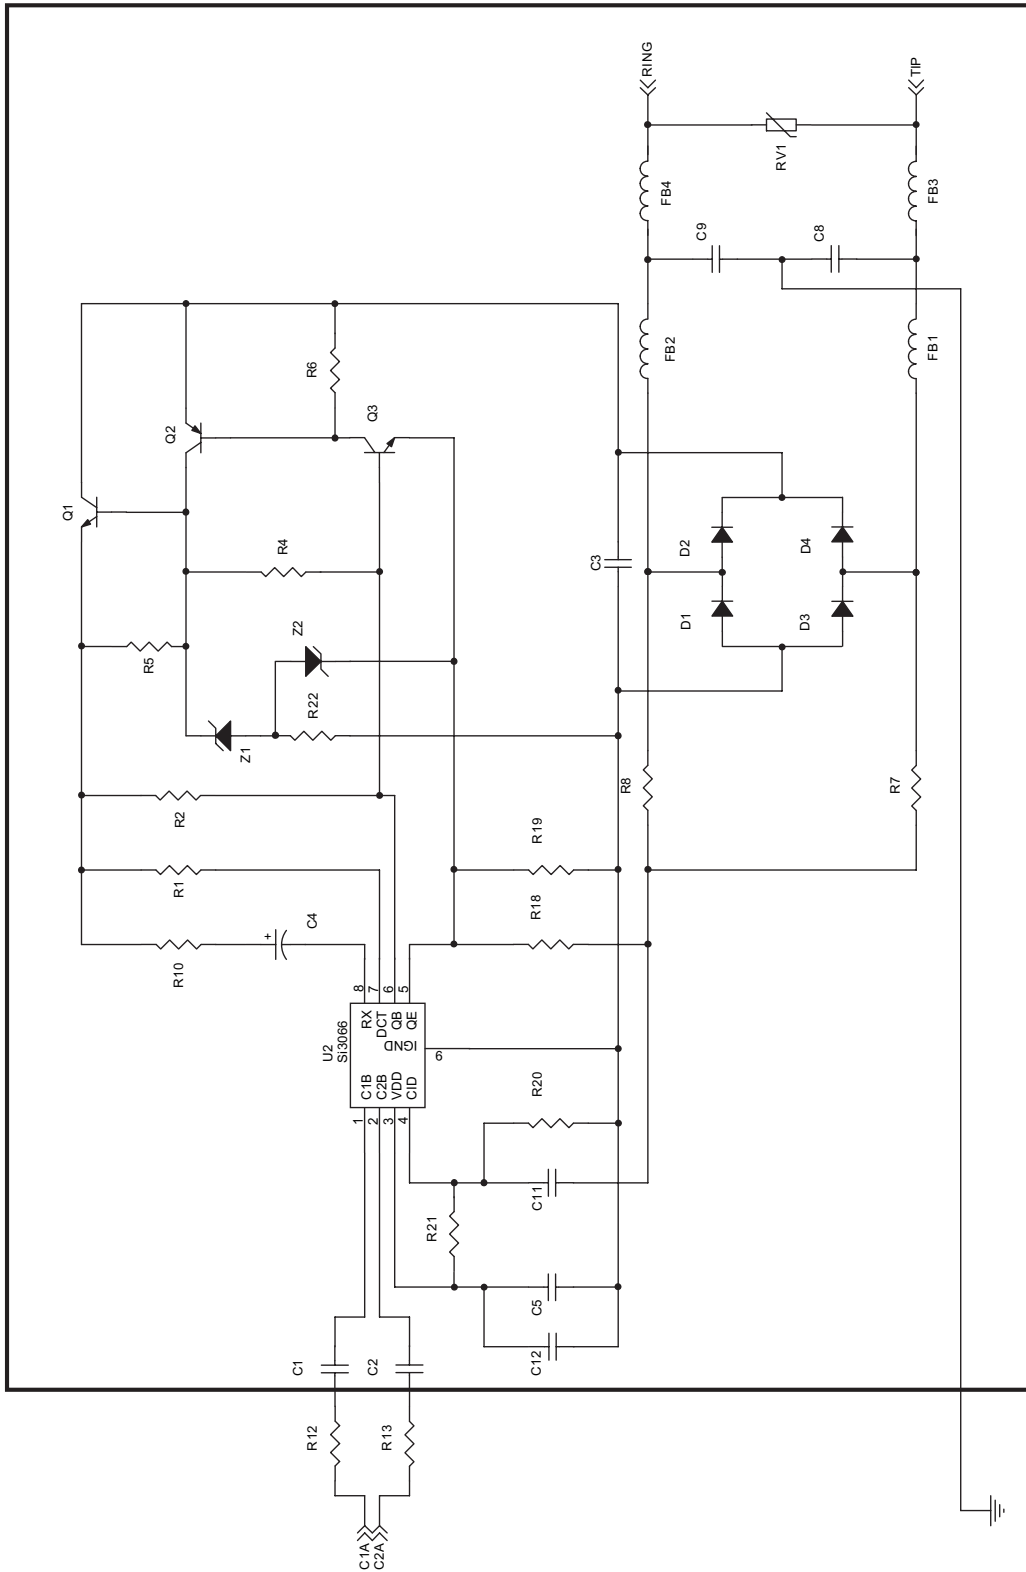 RING
TIP
RV1
FB4
FB3
C9
C8
FB2
FB1
R6
Q3
Q2
Q1
R4
C3
D2
D4
D1
D3
R5
Z2
Z1
R22
R2
R8
R7
R1
R19
R18
R10
+
C4
8
7
6
5
U2
Si3066
RX
DCT
QB
QE
IGND
6
C1B
C2B
VDD
CID
1
2
3
4
R20
R21
C11
C5
C12
C1
C2
R12
R13
C1A
C2A